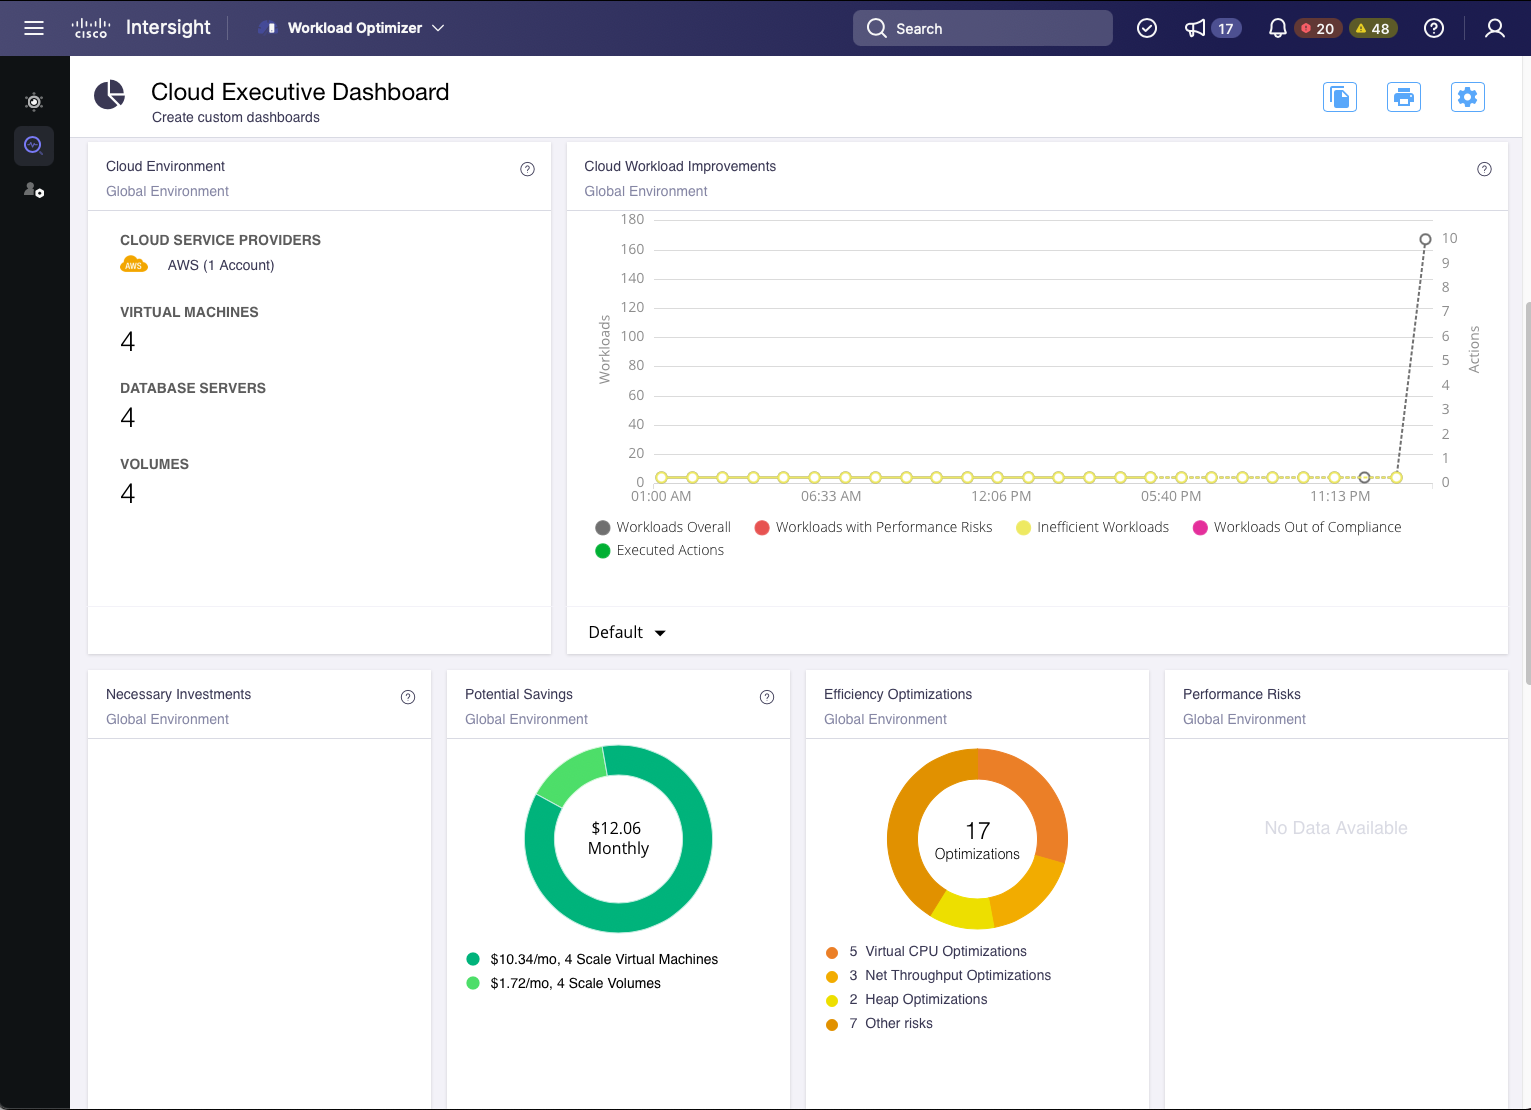 CISCO
Intersight
Workload Optimizer
Search
17
20
48
Cloud Executive Dashboard
Create custom dashboards
Cloud Environment
Global Environment
CLOUD SERVICE PROVIDERS
AWS
AWS (1 Account)
VIRTUAL MACHINES
4
DATABASE SERVERS
4
VOLUMES
4
Cloud Workload Improvements
Global Environment
180
160
140
120
100
80
60
40
20
0
Workloads
10
9
8
7
6
5
4
3
2
1
0
Actions
01:00 AM
06:33 AM
12:06 PM
05:40 PM
11:13 PM
Workloads Overall
Workloads with Performance Risks
Inefficient Workloads
Workloads Out of Compliance
Executed Actions
Default
Necessary Investments
Global Environment
Potential Savings
Global Environment
$12.06
Monthly
$10.34/mo, 4 Scale Virtual Machines
$1.72/mo, 4 Scale Volumes
Efficiency Optimizations
Global Environment
17
Optimizations
5 Virtual CPU Optimizations
3 Net Throughput Optimizations
2 Heap Optimizations
7 Other risks
Performance Risks
Global Environment
No Data Available